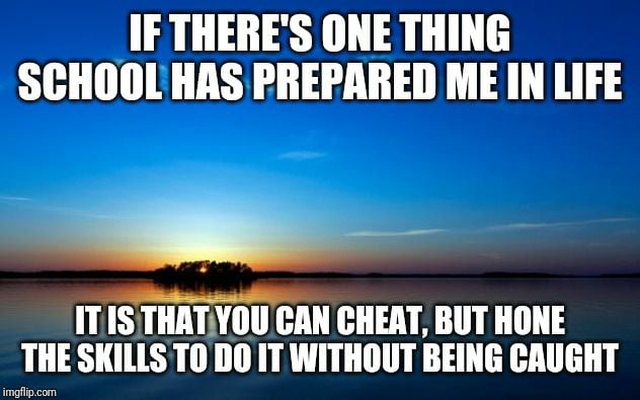 IF THERE'S ONE THING
SCHOOL HAS PREPARED ME IN LIFE
IT IS THAT YOU CAN CHEAT, BUT HONE
THE SKILLS TO DO IT WITHOUT BEING CAUGHT
imgflip.com